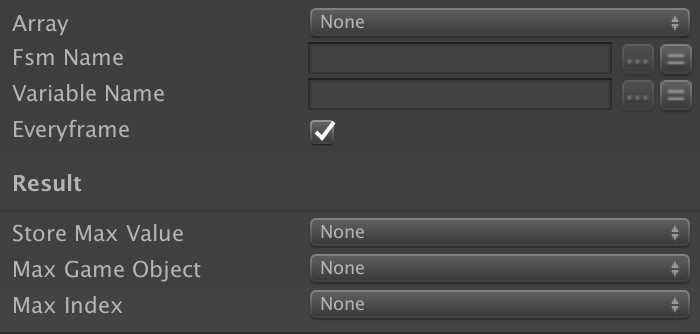 Array None
Fsm Name ... =
Variable Name ... =
Everyframe
Result
Store Max Value None
Max Game Object None
Max Index None